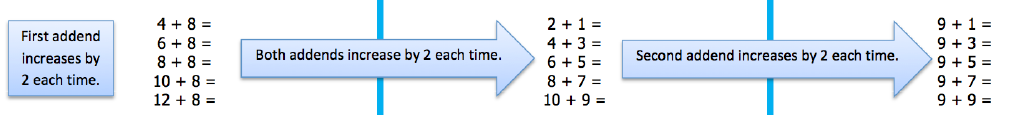 First addend
increases by
2 each time.
4 + 8 =
6 + 8 =
8 + 8 =
10 + 8 =
12 + 8 =
Both addends increase by 2 each time.
2 + 1 =
4 + 3 =
6 + 5 =
8 + 7 =
10 + 9 =
Second addend increases by 2 each time.
9 + 1 =
9 + 3 =
9 + 5 =
9 + 7 =
9 + 9 =